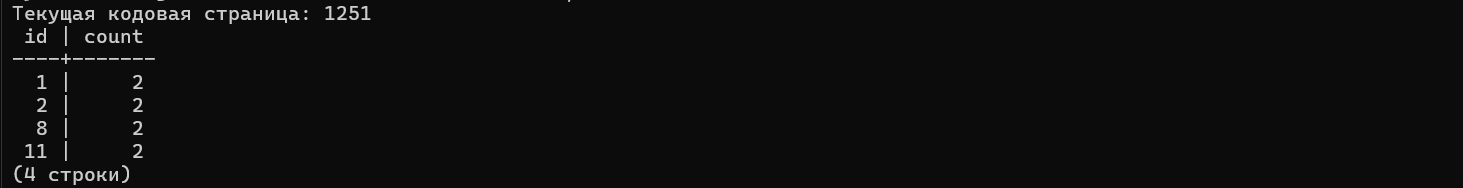 Текущая кодовая страница: 1251
 id | count
----+-------
  1 |     2
  2 |     2
  8 |     2
 11 |     2
(4 строки)